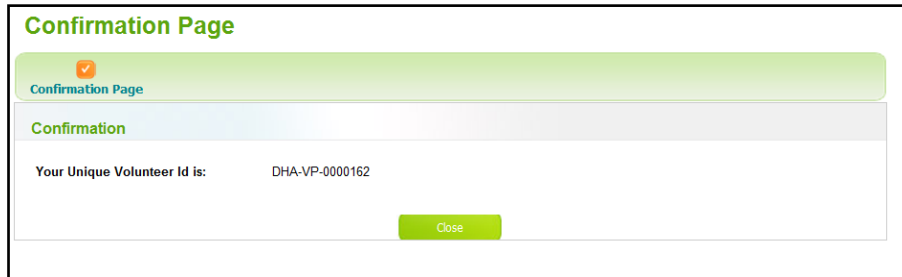 Confirmation Page
Confirmation Page
Confirmation
Your Unique Volunteer Id is: DHA-VP-0000162
Close